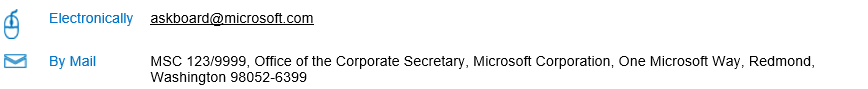 Electronically askboard@microsoft.com
By Mail MSC 123/9999, Office of the Corporate Secretary, Microsoft Corporation, One Microsoft Way, Redmond,
Washington 98052-6399